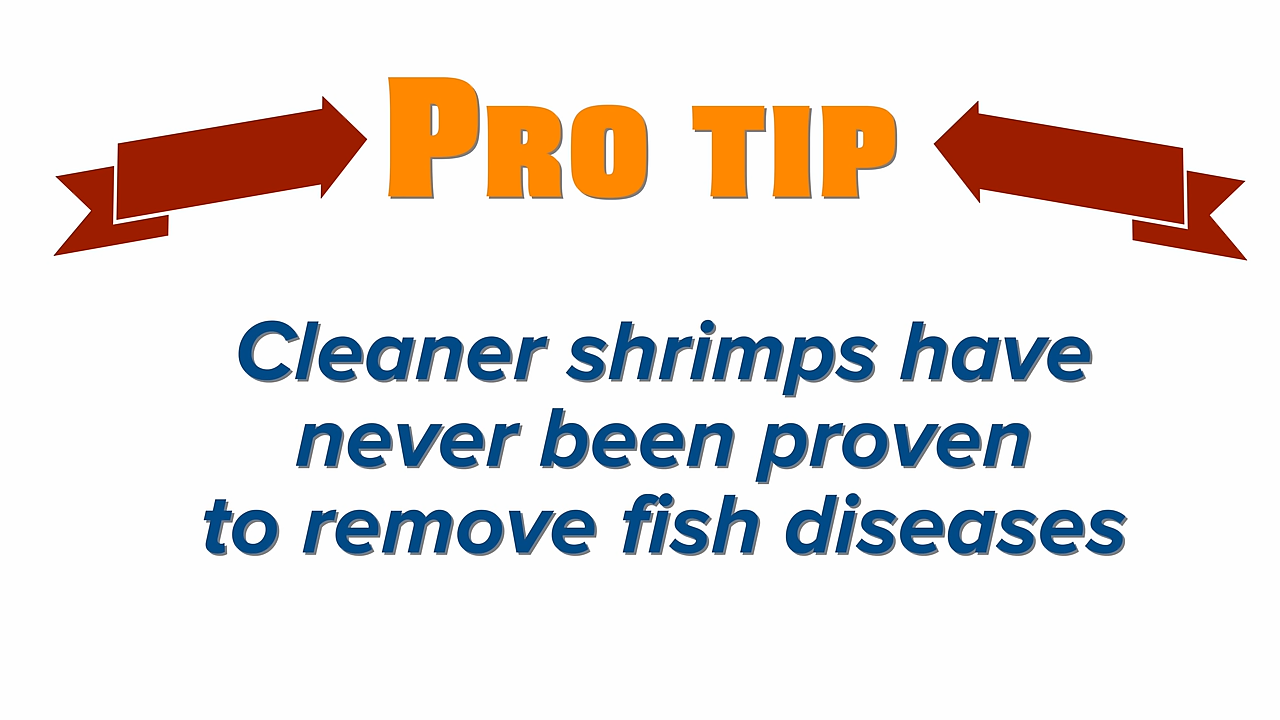 Pro tip
Cleaner shrimps have
never been proven
to remove fish diseases